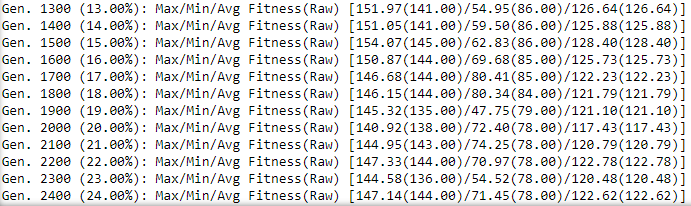 Gen. 1300 (13.00%): Max/Min/Avg Fitness(Raw) [151.97(141.00)/54.95(86.00)/126.64(126.64)]
Gen. 1400 (14.00%): Max/Min/Avg Fitness(Raw) [151.05(141.00)/59.50(86.00)/125.88(125.88)]
Gen. 1500 (15.00%): Max/Min/Avg Fitness(Raw) [154.07(145.00)/62.83(86.00)/128.40(128.40)]
Gen. 1600 (16.00%): Max/Min/Avg Fitness(Raw) [150.87(144.00)/69.68(85.00)/125.73(125.73)]
Gen. 1700 (17.00%): Max/Min/Avg Fitness(Raw) [146.68(144.00)/80.41(85.00)/122.23(122.23)]
Gen. 1800 (18.00%): Max/Min/Avg Fitness(Raw) [146.15(144.00)/80.34(84.00)/121.79(121.79)]
Gen. 1900 (19.00%): Max/Min/Avg Fitness(Raw) [145.32(135.00)/47.75(79.00)/121.10(121.10)]
Gen. 2000 (20.00%): Max/Min/Avg Fitness(Raw) [140.92(138.00)/72.40(78.00)/117.43(117.43)]
Gen. 2100 (21.00%): Max/Min/Avg Fitness(Raw) [144.95(143.00)/74.25(78.00)/120.79(120.79)]
Gen. 2200 (22.00%): Max/Min/Avg Fitness(Raw) [147.33(144.00)/70.97(78.00)/122.78(122.78)]
Gen. 2300 (23.00%): Max/Min/Avg Fitness(Raw) [144.58(136.00)/54.52(78.00)/120.48(120.48)]
Gen. 2400 (24.00%): Max/Min/Avg Fitness(Raw) [147.14(144.00)/71.45(78.00)/122.62(122.62)]